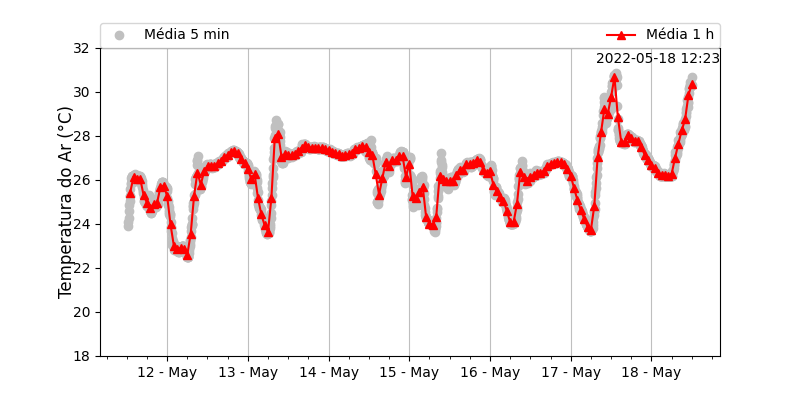 Média 5 min
Média 1 h
2022-05-18 12:23
Temperatura do Ar (°C)
32
30
28
26
24
22
20
18
12 - May
13 - May
14 - May
15 - May
16 - May
17 - May
18 - May